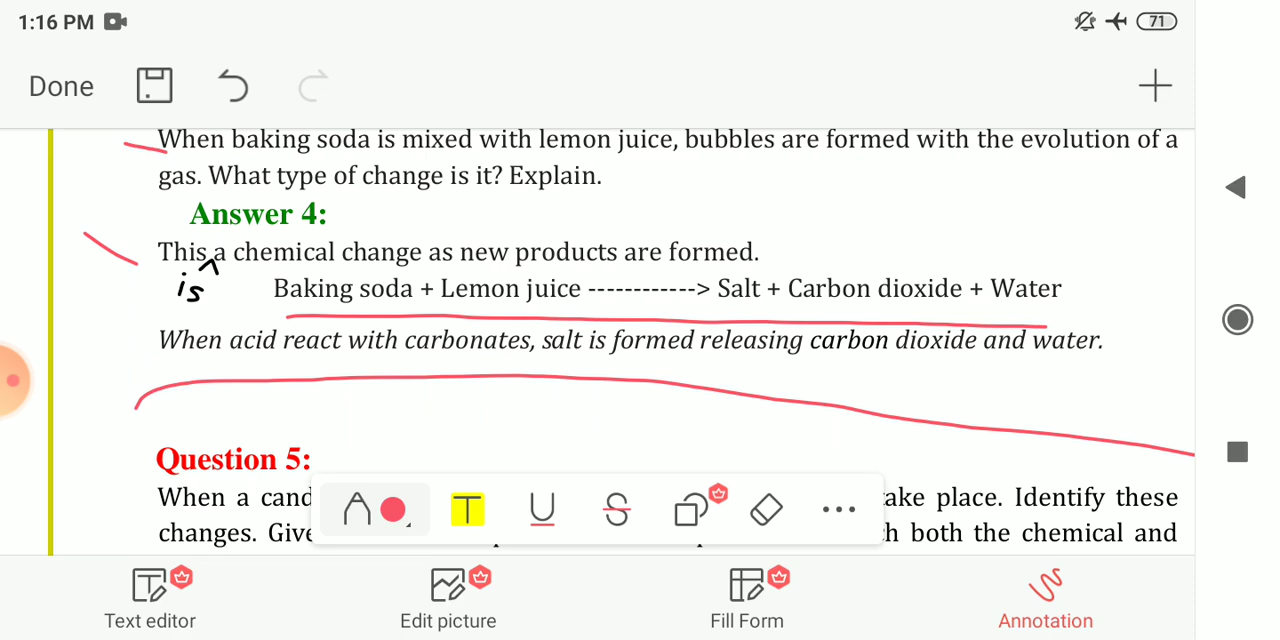 1:16 PM 71
Done
When baking soda is mixed with lemon juice, bubbles are formed with the evolution of a
gas. What type of change is it? Explain.
Answer 4:
This a chemical change as new products are formed.
is
Baking soda + Lemon juice ------------> Salt + Carbon dioxide + Water
When acid react with carbonates, salt is formed releasing carbon dioxide and water.
Question 5:
When a cand ake place. Identify these
changes. Give h both the chemical and
T U S
Text editor Edit picture Fill Form Annotation